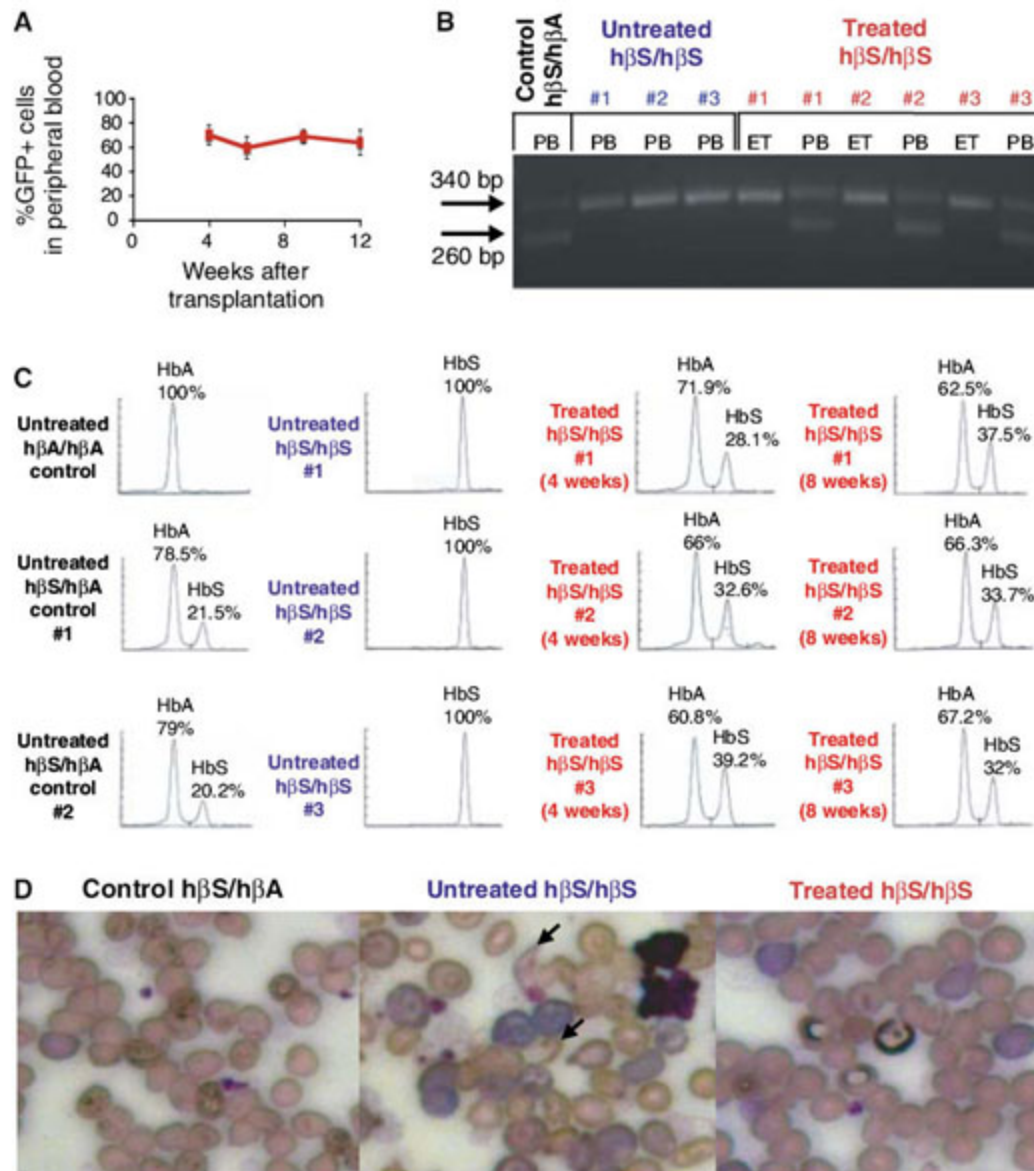 A
%GFP+ cells
in peripheral blood
100
80
60
40
20
0
0 4 8 12
Weeks after
transplantation
B
Control
hβS/hβA
Untreated
hβS/hβS
Treated
hβS/hβS
#1 #2 #3 #1 #1 #2 #2 #3 #3
PB PB PB PB ET PB ET PB ET PB
340 bp
260 bp
C
Untreated
hβA/hβA
control
HbA
100%
Untreated
hβS/hβS
#1
HbS
100%
Treated
hβS/hβS
#1
(4 weeks)
HbA
71.9%
HbS
28.1%
Treated
hβS/hβS
#1
(8 weeks)
HbA
62.5%
HbS
37.5%
Untreated
hβS/hβA
control
#1
HbA
78.5%
HbS
21.5%
Untreated
hβS/hβS
#2
HbS
100%
Treated
hβS/hβS
#2
(4 weeks)
HbA
66%
HbS
32.6%
Treated
hβS/hβS
#2
(8 weeks)
HbA
66.3%
HbS
33.7%
Untreated
hβS/hβA
control
#2
HbA
79%
HbS
20.2%
Untreated
hβS/hβS
#3
HbS
100%
Treated
hβS/hβS
#3
(4 weeks)
HbA
60.8%
HbS
39.2%
Treated
hβS/hβS
#3
(8 weeks)
HbA
67.2%
HbS
32%
D
Control hβS/hβA
Untreated hβS/hβS
Treated hβS/hβS